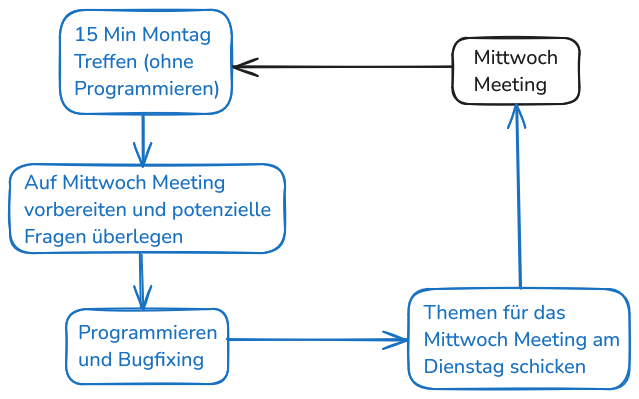 15 Min Montag
Treffen (ohne
Programmieren)
Mittwoch
Meeting
Auf Mittwoch Meeting
vorbereiten und potenzielle
Fragen überlegen
Programmieren
und Bugfixing
Themen für das
Mittwoch Meeting am
Dienstag schicken